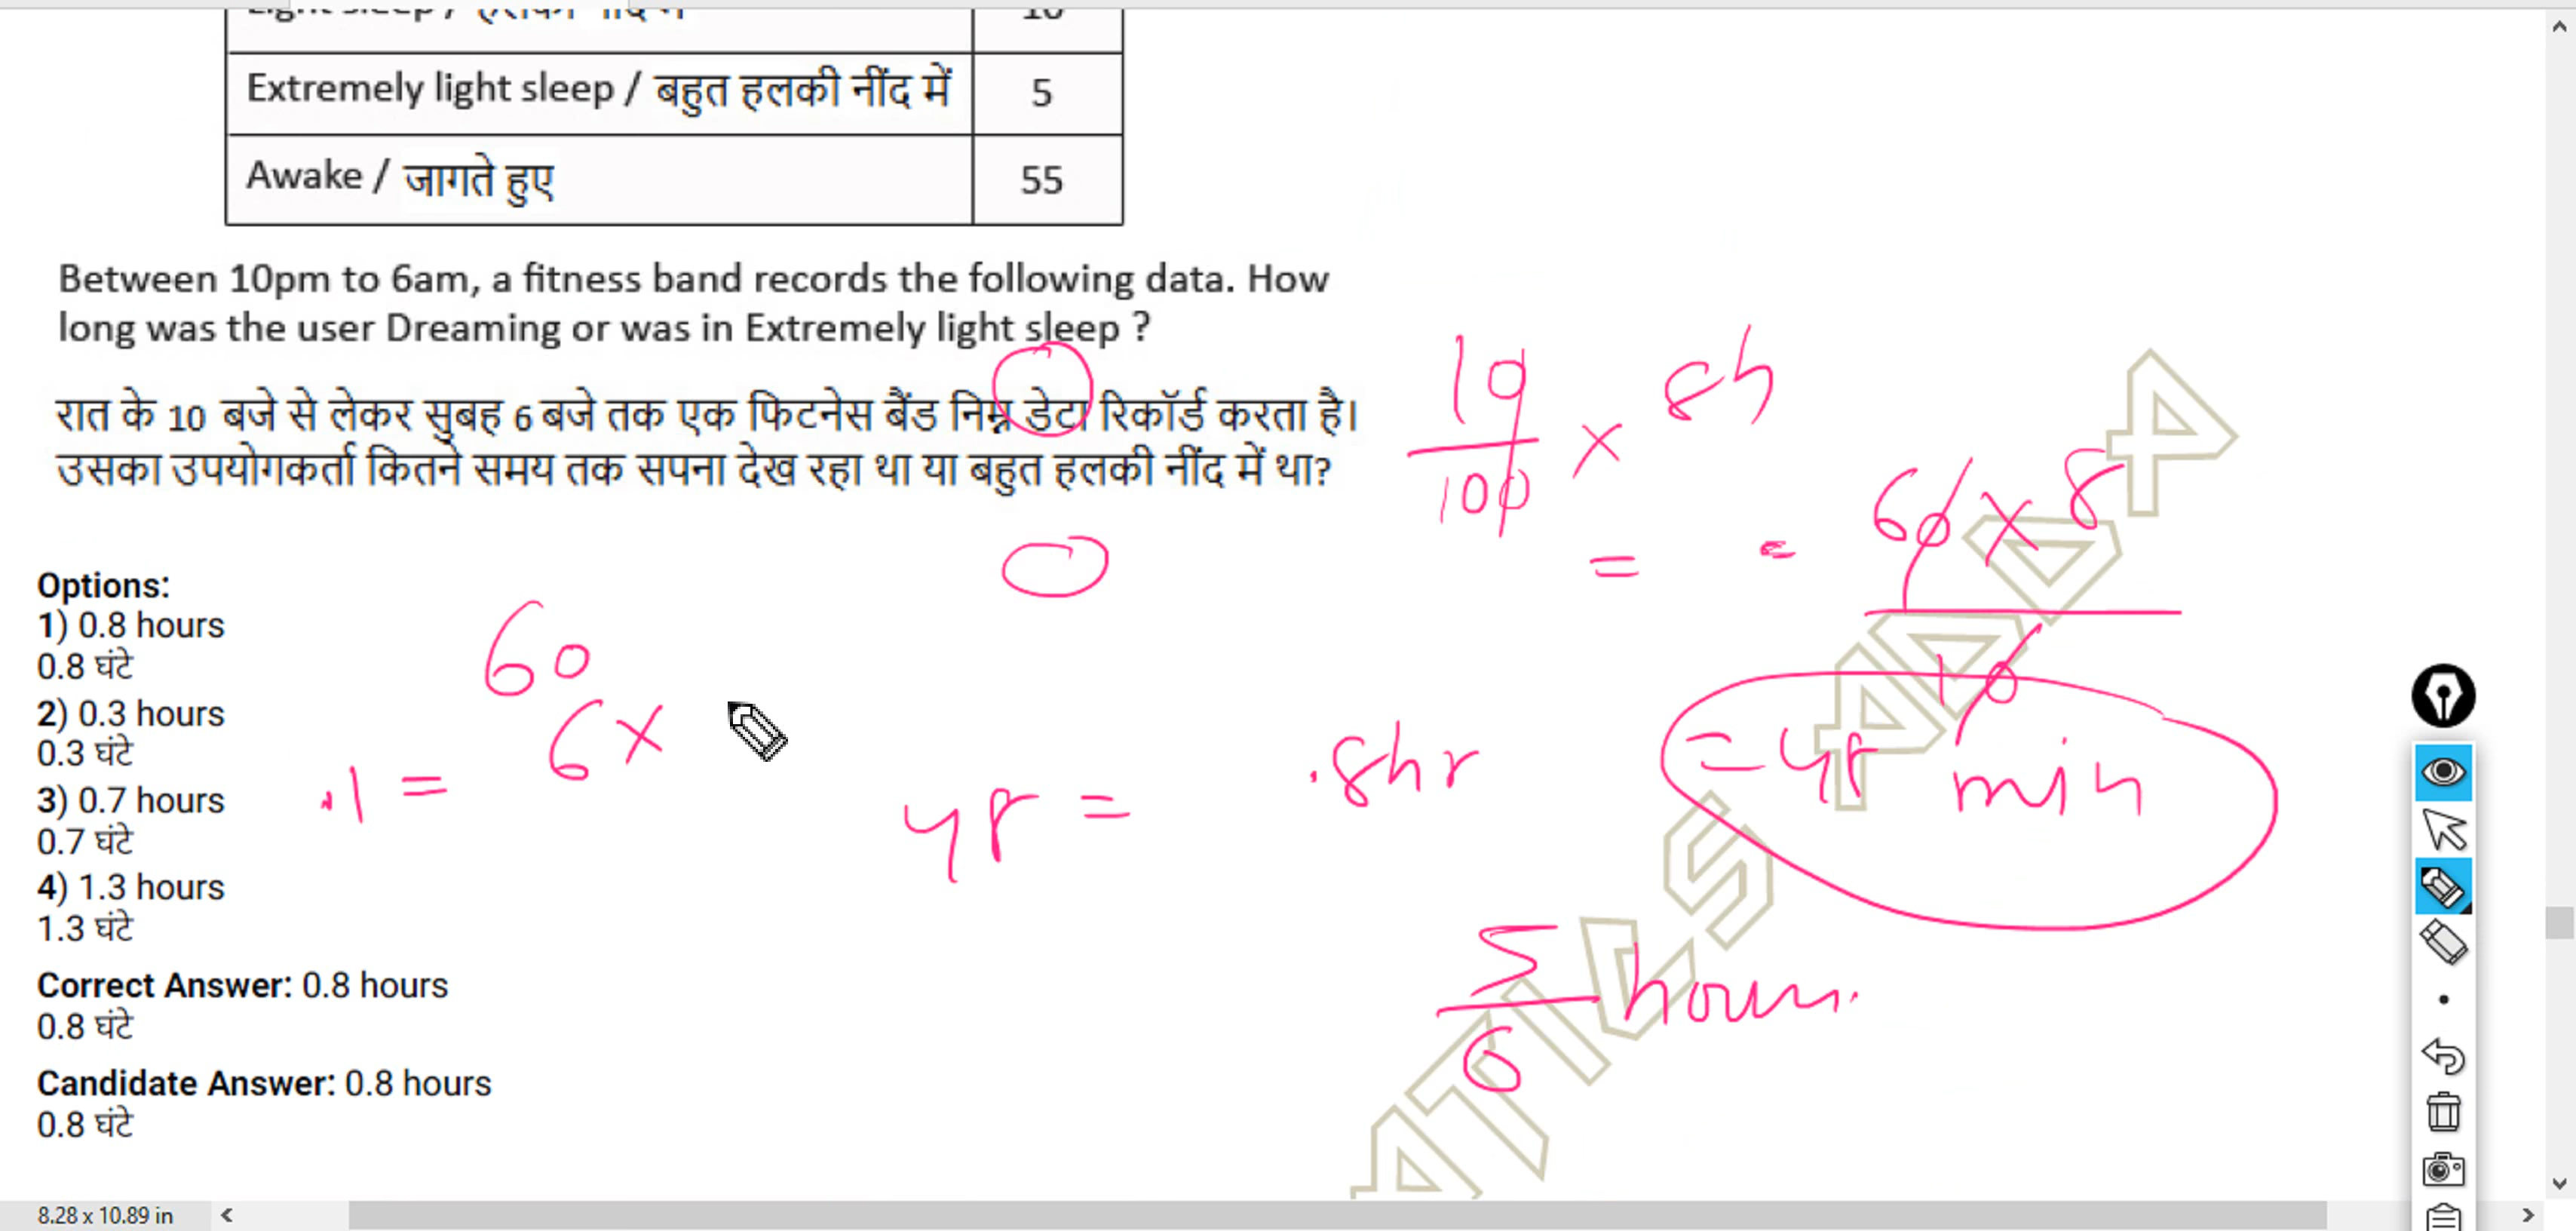 Extremely light sleep / बहुत हलकी नींद में 5
Awake / जागते हुए 55
Between 10pm to 6am, a fitness band records the following data. How
long was the user Dreaming or was in Extremely light sleep ?
रात के 10 बजे से लेकर सुबह 6 बजे तक एक फिटनेस बैंड निम्न डेटा रिकॉर्ड करता है।
उसका उपयोगकर्ता कितने समय तक सपना देख रहा था या बहुत हलकी नींद में था?
10/100 × 8h
= = 60 × 8
10
= 48 min
Options:
1) 0.8 hours
0.8 घंटे
2) 0.3 hours
0.3 घंटे
3) 0.7 hours
0.7 घंटे
4) 1.3 hours
1.3 घंटे
60
.1 = 6×
48 = .8hr
5/6 hour.
Correct Answer: 0.8 hours
0.8 घंटे
Candidate Answer: 0.8 hours
0.8 घंटे
8.28 x 10.89 in